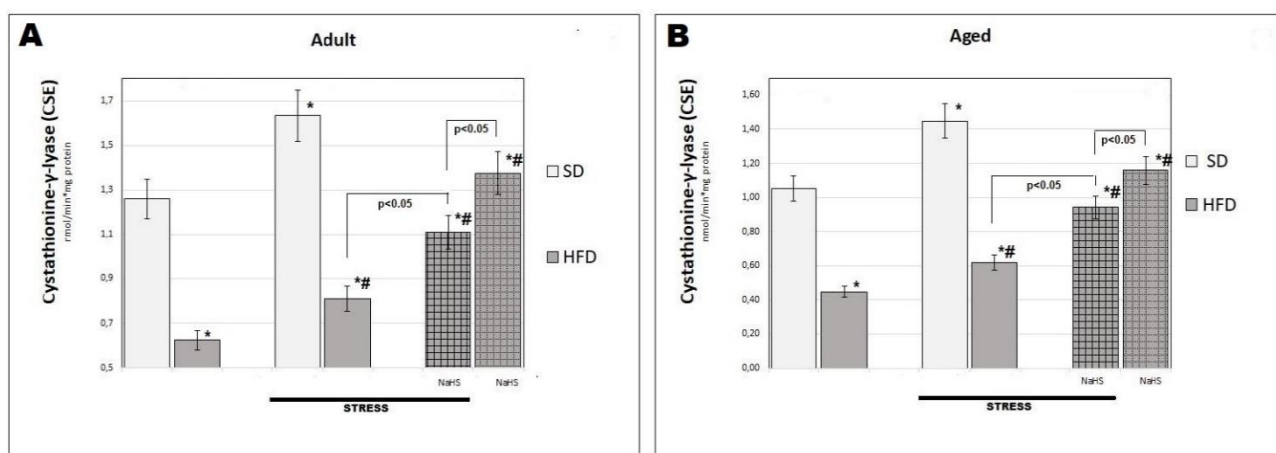 A
Adult
Cystathionine-γ-lyase (CSE)
rmol/min*mg protein
1,7
1,5
1,3
1,1
0,9
0,7
0,5
*
*
*#
p<0.05
*#
p<0.05
*#
NaHS
NaHS
STRESS
SD
HFD
B
Aged
Cystathionine-γ-lyase (CSE)
nmol/min*mg protein
1,60
1,40
1,20
1,00
0,80
0,60
0,40
0,20
0,00
*
*
*#
p<0.05
*#
p<0.05
*#
NaHS
NaHS
STRESS
SD
HFD